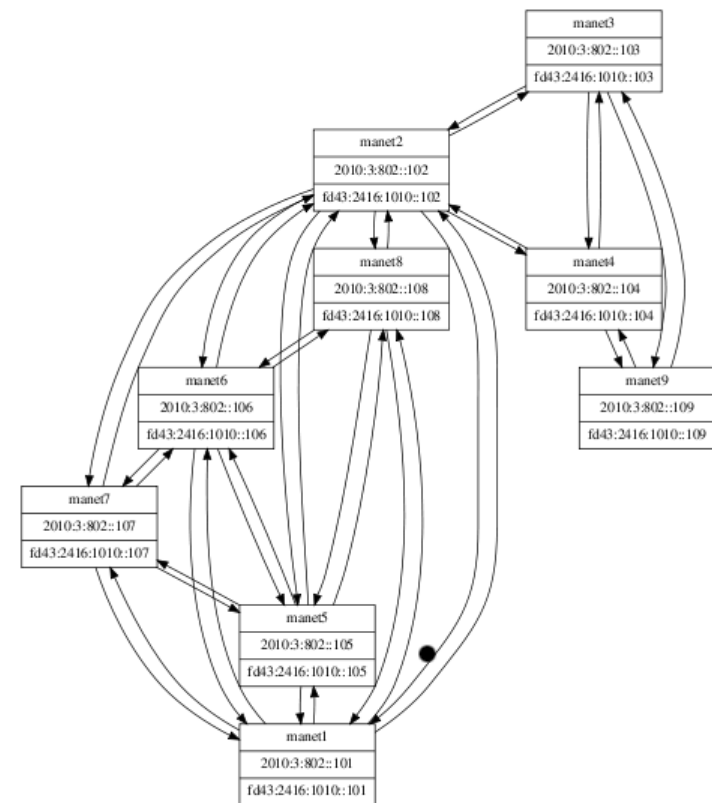 manet3
2010:3:802::103
fd43:2416:1010::103
manet2
2010:3:802::102
fd43:2416:1010::102
manet8
2010:3:802::108
fd43:2416:1010::108
manet4
2010:3:802::104
fd43:2416:1010::104
manet6
2010:3:802::106
fd43:2416:1010::106
manet9
2010:3:802::109
fd43:2416:1010::109
manet7
2010:3:802::107
fd43:2416:1010::107
manet5
2010:3:802::105
fd43:2416:1010::105
manet1
2010:3:802::101
fd43:2416:1010::101